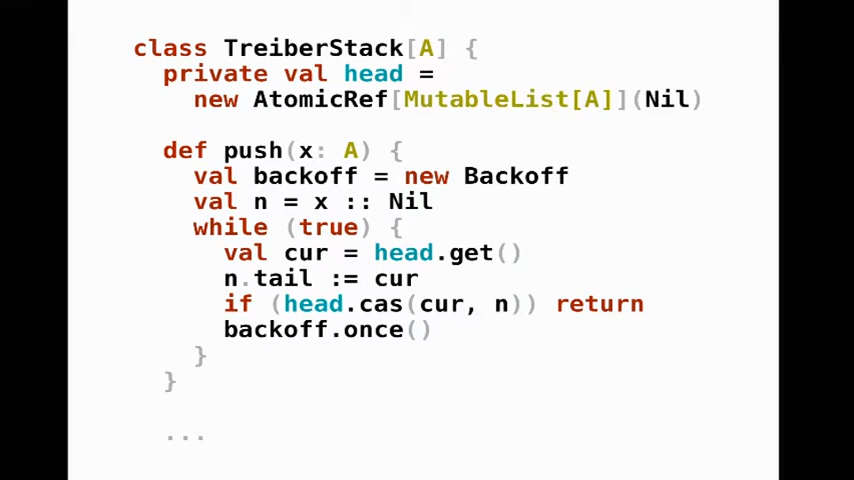 class TreiberStack[A] {
private val head =
new AtomicRef[MutableList[A]](Nil)
def push(x: A) {
val backoff = new Backoff
val n = x :: Nil
while (true) {
val cur = head.get()
n.tail := cur
if (head.cas(cur, n)) return
backoff.once()
}
}
...